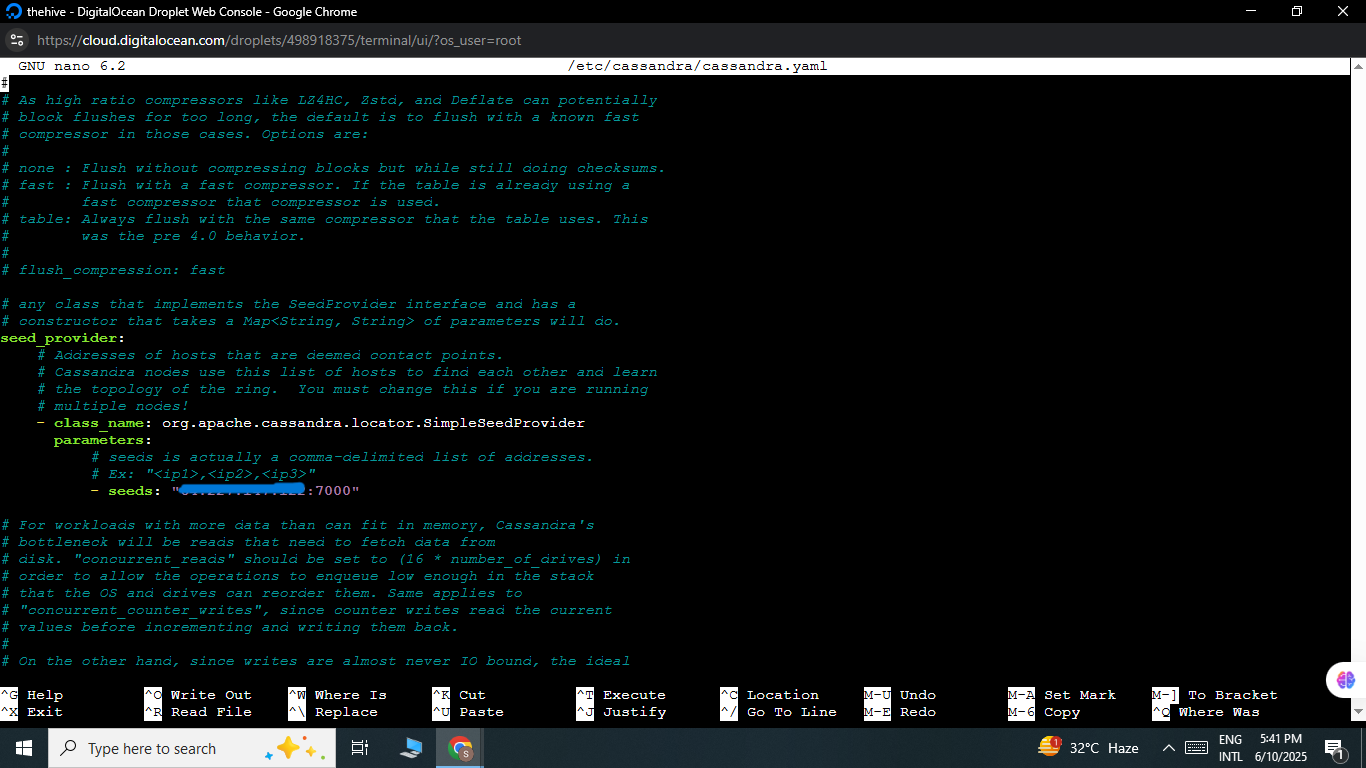 thehive - DigitalOcean Droplet Web Console - Google Chrome
https://cloud.digitalocean.com/droplets/498918375/terminal/ui/?os_user=root
GNU nano 6.2 /etc/cassandra/cassandra.yaml
#
# As high ratio compressors like LZ4HC, Zstd, and Deflate can potentially
# block flushes for too long, the default is to flush with a known fast
# compressor in those cases. Options are:
#
# none : Flush without compressing blocks but while still doing checksums.
# fast : Flush with a fast compressor. If the table is already using a
#        fast compressor that compressor is used.
# table: Always flush with the same compressor that the table uses. This
#        was the pre 4.0 behavior.
#
# flush_compression: fast
# any class that implements the SeedProvider interface and has a
# constructor that takes a Map<String, String> of parameters will do.
seed_provider:
    # Addresses of hosts that are deemed contact points.
    # Cassandra nodes use this list of hosts to find each other and learn
    # the topology of the ring.  You must change this if you are running
    # multiple nodes!
    - class_name: org.apache.cassandra.locator.SimpleSeedProvider
      parameters:
          # seeds is actually a comma-delimited list of addresses.
          # Ex: "<ip1>,<ip2>,<ip3>"
          - seeds: ":7000"
# For workloads with more data than can fit in memory, Cassandra's
# bottleneck will be reads that need to fetch data from
# disk. "concurrent_reads" should be set to (16 * number_of_drives) in
# order to allow the operations to enqueue low enough in the stack
# that the OS and drives can reorder them. Same applies to
# "concurrent_counter_writes", since counter writes read the current
# values before incrementing and writing them back.
#
# On the other hand, since writes are almost never IO bound, the ideal
^G Help ^O Write Out ^W Where Is ^K Cut ^T Execute ^C Location M-U Undo M-A Set Mark M-] To Bracket
^X Exit ^R Read File ^\ Replace ^U Paste ^J Justify ^/ Go To Line M-E Redo M-6 Copy ^Q Where Was
Type here to search 1 32°C Haze ENG INTL 5:41 PM 6/10/2025 1